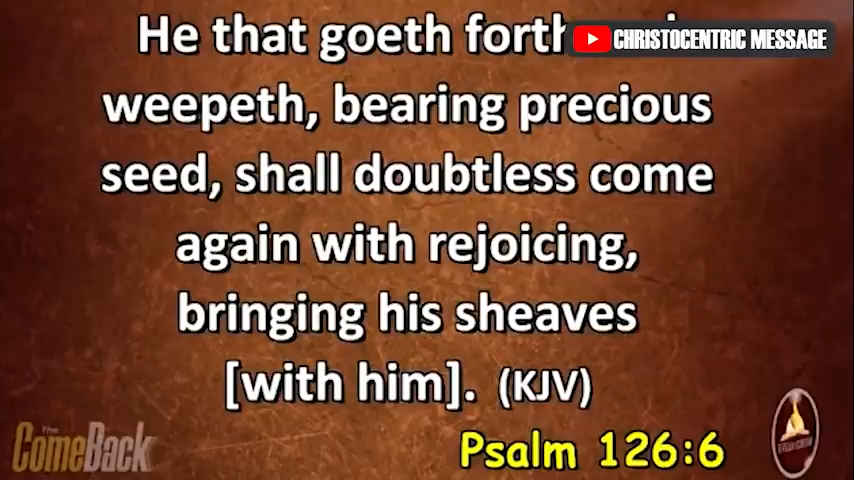 He that goeth forth
CHRISTOCENTRIC MESSAGE
weepeth, bearing precious
seed, shall doubtless come
again with rejoicing,
bringing his sheaves
[with him]. (KJV)
Psalm 126:6
The
ComeBack